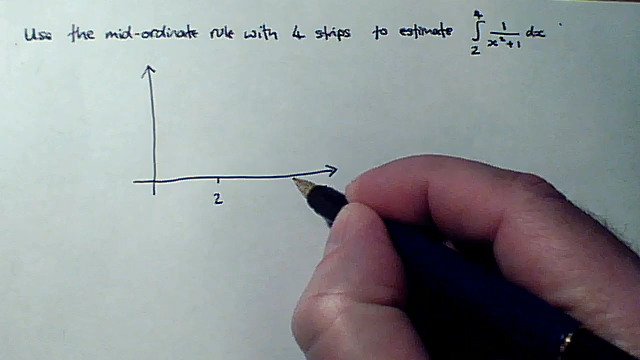 Use the mid-ordinate rule with 4 strips to estimate ∫₂⁴ 1/(x²+1) dx
2